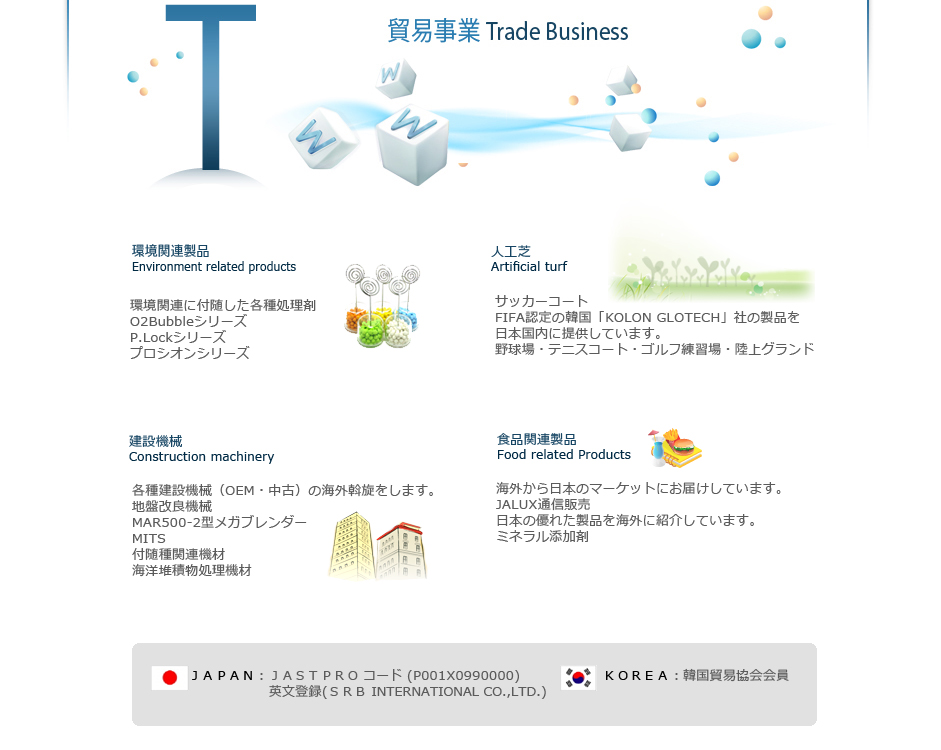 T
貿易事業 Trade Business
W
W
W
環境関連製品
Environment related products
環境関連に付随した各種処理剤
O2Bubbleシリーズ
P.Lockシリーズ
プロシオンシリーズ
人工芝
Artificial turf
サッカーコート
FIFA認定の韓国「KOLON GLOTECH」社の製品を
日本国内に提供しています。
野球場・テニスコート・ゴルフ練習場・陸上グランド
建設機械
Construction machinery
各種建設機械（OEM・中古）の海外斡旋をします。
地盤改良機械
MAR500-2型メガブレンダー
MITS
付随種関連機材
海洋堆積物処理機材
食品関連製品
Food related Products
海外から日本のマーケットにお届けしています。
JALUX通信販売
日本の優れた製品を海外に紹介しています。
ミネラル添加剤
ＪＡＰＡＮ：ＪＡＳＴＰＲＯコード (P001X0990000)
英文登録(ＳＲＢ INTERNATIONAL CO.,LTD.)
ＫＯＲＥＡ：韓国貿易協会会員